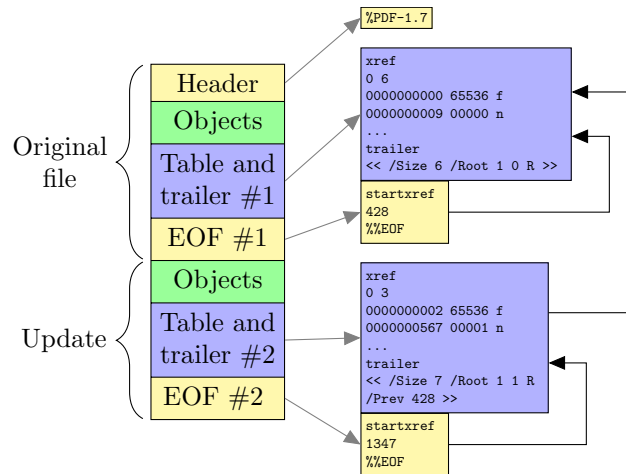 %PDF-1.7
Original
file
Header
Objects
Table and
trailer #1
EOF #1
xref
0 6
0000000000 65536 f
0000000009 00000 n
...
trailer
<< /Size 6 /Root 1 0 R >>
startxref
428
%%EOF
Update
Objects
Table and
trailer #2
EOF #2
xref
0 3
0000000002 65536 f
0000000567 00001 n
...
trailer
<< /Size 7 /Root 1 1 R
/Prev 428 >>
startxref
1347
%%EOF